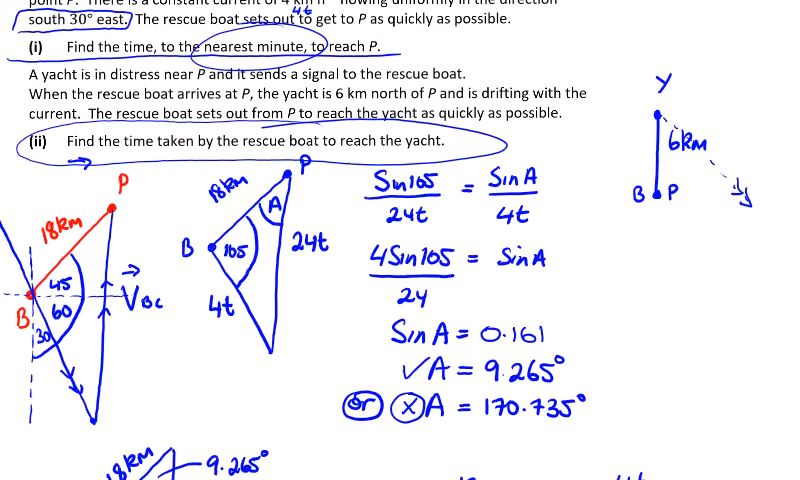 point P. There is a constant current of 4 km h flowing uniformly in the direction
4t
south 30° east. The rescue boat sets out to get to P as quickly as possible.
(i) Find the time, to the nearest minute, to reach P.
A yacht is in distress near P and it sends a signal to the rescue boat.
When the rescue boat arrives at P, the yacht is 6 km north of P and is drifting with the
current. The rescue boat sets out from P to reach the yacht as quickly as possible.
(ii) Find the time taken by the rescue boat to reach the yacht.
Y
6km
B P
P
18km
45
60
30
B
VBC
P
18km
A
B
105
24t
4t
Sin105 = SinA
24t 4t
4Sin105 = SinA
24
SinA = 0.161
✓A = 9.265°
or x A = 170.735°
18km
9.265°